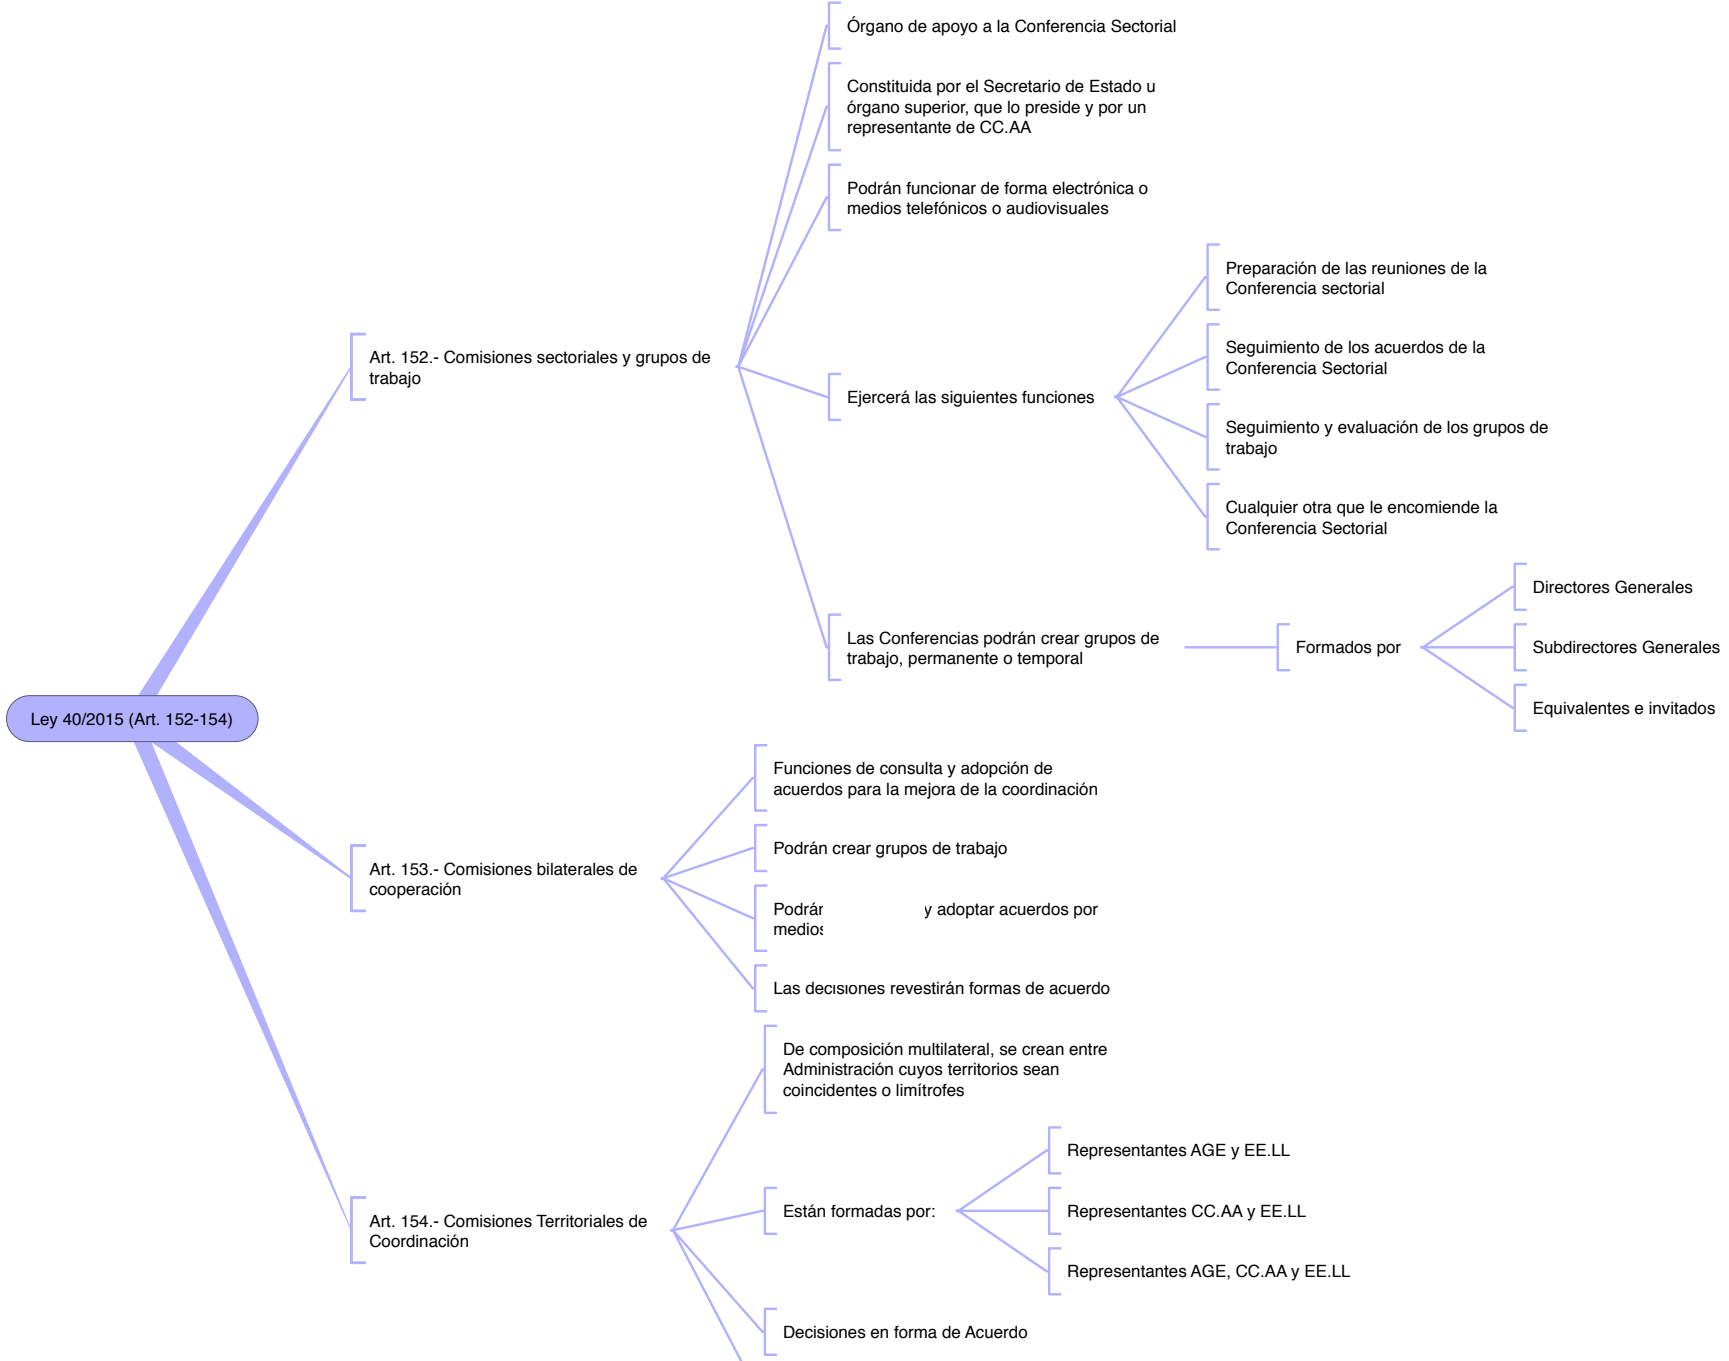 Ley 40/2015 (Art. 152-154)
Art. 152.- Comisiones sectoriales y grupos de
trabajo
Órgano de apoyo a la Conferencia Sectorial
Constituida por el Secretario de Estado u
órgano superior, que lo preside y por un
representante de CC.AA
Podrán funcionar de forma electrónica o
medios telefónicos o audiovisuales
Ejercerá las siguientes funciones
Preparación de las reuniones de la
Conferencia sectorial
Seguimiento de los acuerdos de la
Conferencia Sectorial
Seguimiento y evaluación de los grupos de
trabajo
Cualquier otra que le encomiende la
Conferencia Sectorial
Las Conferencias podrán crear grupos de
trabajo, permanente o temporal
Formados por
Directores Generales
Subdirectores Generales
Equivalentes e invitados
Art. 153.- Comisiones bilaterales de
cooperación
Funciones de consulta y adopción de
acuerdos para la mejora de la coordinación
Podrán crear grupos de trabajo
y adoptar acuerdos por
medios
Las decisiones revestirán formas de acuerdo
Art. 154.- Comisiones Territoriales de
Coordinación
De composición multilateral, se crean entre
Administración cuyos territorios sean
coincidentes o limítrofes
Están formadas por:
Representantes AGE y EE.LL
Representantes CC.AA y EE.LL
Representantes AGE, CC.AA y EE.LL
Decisiones en forma de Acuerdo